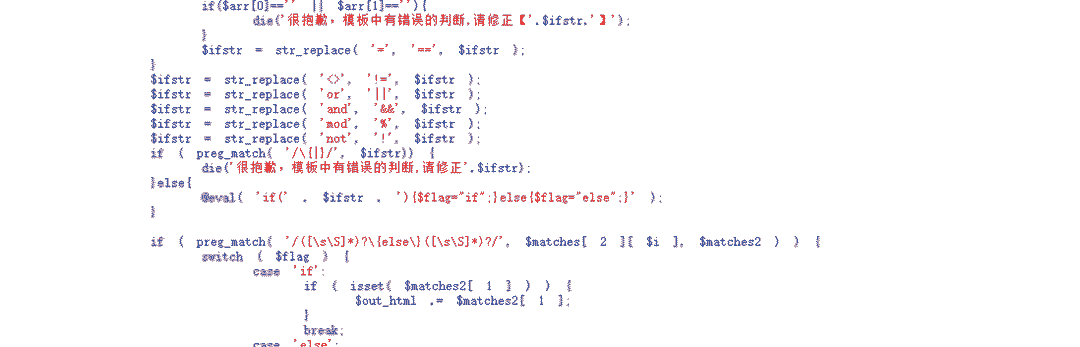 if($arr[0]=='' || $arr[1]==''){
die('很抱歉，模板中有错误的判断,请修正【'.$ifstr,'】');
}
$ifstr = str_replace( '=', '==', $ifstr );
}
$ifstr = str_replace( '<>', '!=', $ifstr );
$ifstr = str_replace( 'or', '||', $ifstr );
$ifstr = str_replace( 'and', '&&', $ifstr );
$ifstr = str_replace( 'mod', '%', $ifstr );
$ifstr = str_replace( 'not', '!', $ifstr );
if ( preg_match( '/\{|}/', $ifstr)) {
die('很抱歉，模板中有错误的判断,请修正'.$ifstr);
}else{
@eval( 'if(' . $ifstr . '){$flag="if";}else{$flag="else";}' );
}
if ( preg_match( '/([\s\S]*)?\{else\}([\s\S]*)?/', $matches[ 2 ][ $i ], $matches2 ) ) {
switch ( $flag ) {
case 'if':
if ( isset( $matches2[ 1 ] ) ) {
$out_html .= $matches2[ 1 ];
}
break;
case 'else':